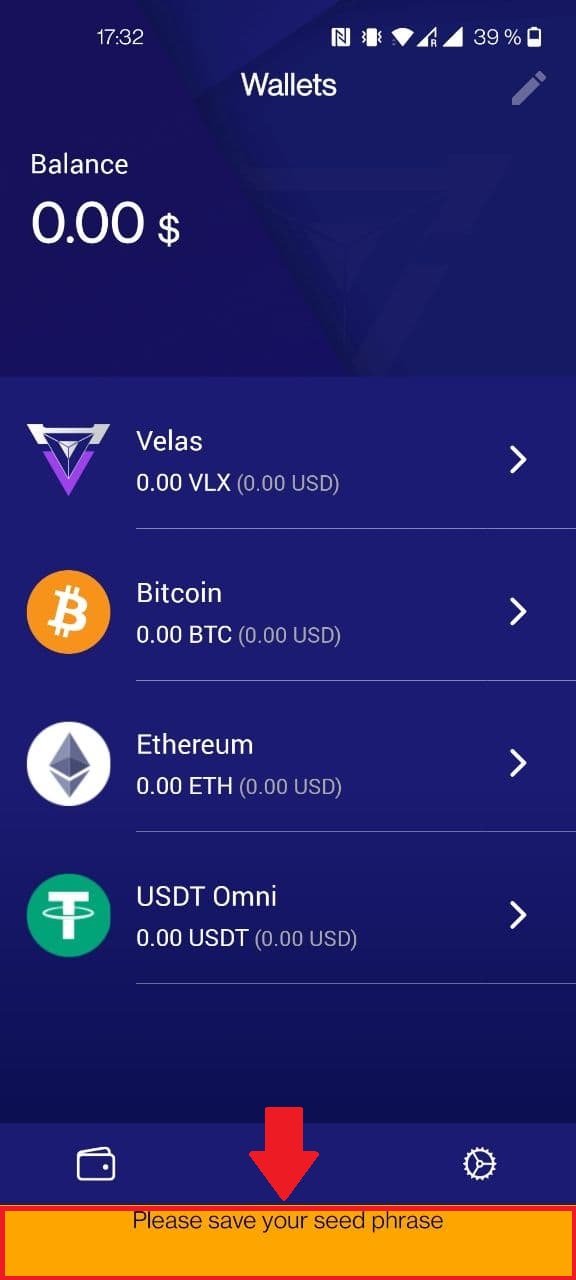 17:32 39 %
Wallets
Balance
0.00 $
Velas
0.00 VLX (0.00 USD)
Bitcoin
0.00 BTC (0.00 USD)
Ethereum
0.00 ETH (0.00 USD)
USDT Omni
0.00 USDT (0.00 USD)
Please save your seed phrase